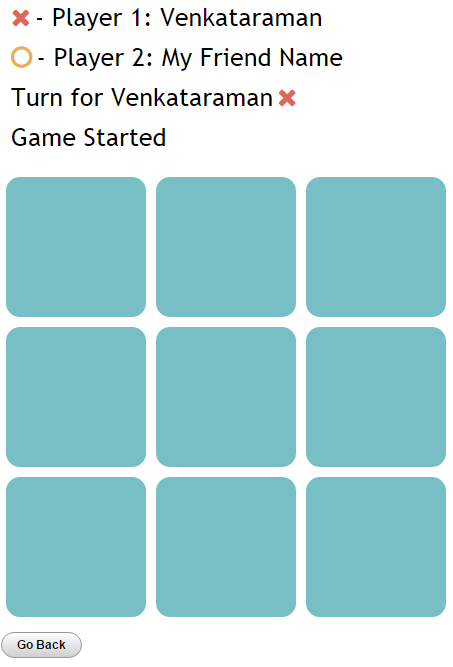 - Player 1: Venkataraman
- Player 2: My Friend Name
Turn for Venkataraman
Game Started
Go Back